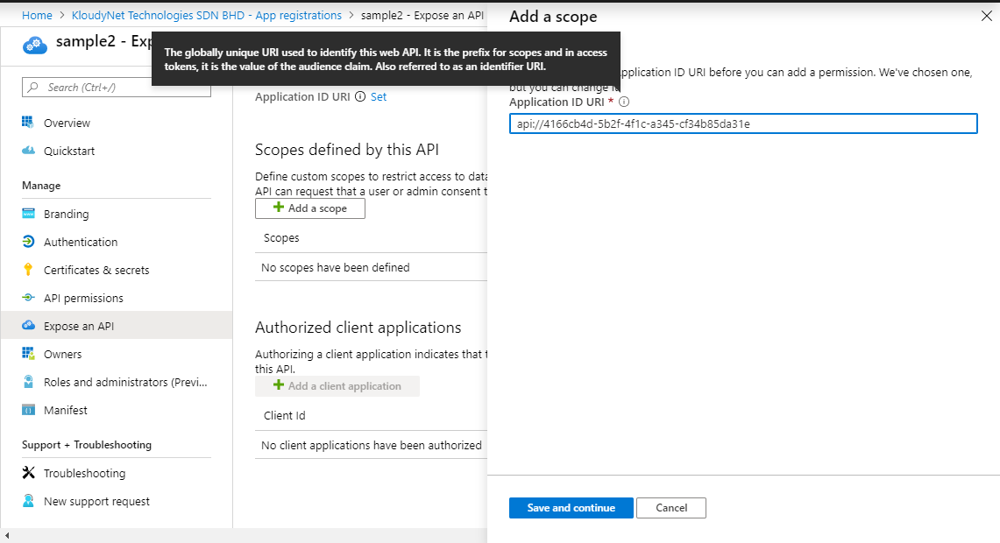 Home > KloudyNet Technologies SDN BHD - App registrations > sample2 - Expose an API
sample2 - Exp
Search (Ctrl+/)
Overview
Quickstart
Manage
Branding
Authentication
Certificates & secrets
API permissions
Expose an API
Owners
Roles and administrators (Previ...
Manifest
Support + Troubleshooting
Troubleshooting
New support request
The globally unique URI used to identify this web API. It is the prefix for scopes and in access
tokens, it is the value of the audience claim. Also referred to as an identifier URI.
Application ID URI Set
Scopes defined by this API
Define custom scopes to restrict access to data
API can request that a user or admin consent t
Add a scope
Scopes
No scopes have been defined
Authorized client applications
Authorizing a client application indicates that t
this API.
Add a client application
Client Id
No client applications have been authorized
Add a scope
pplication ID URI before you can add a permission. We've chosen one,
but you can change it.
Application ID URI *
api://4166cb4d-5b2f-4f1c-a345-cf34b85da31e
Save and continue
Cancel